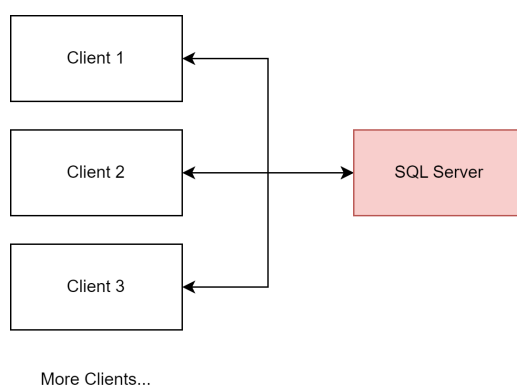 Client 1
Client 2
SQL Server
Client 3
More Clients...